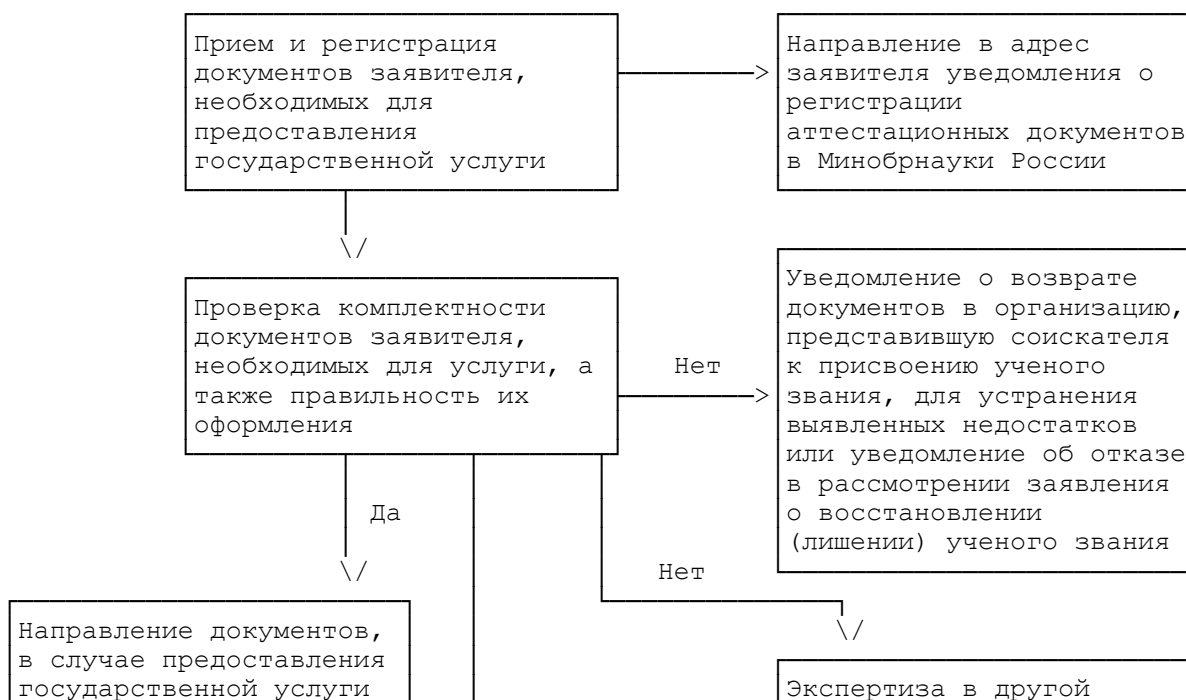 Прием и регистрация
документов заявителя,
необходимых для
предоставления
государственной услуги
Направление в адрес
заявителя уведомления о
регистрации
аттестационных документов
в Минобрнауки России
Проверка комплектности
документов заявителя,
необходимых для услуги, а
также правильность их
оформления
Нет
Уведомление о возврате
документов в организацию,
представившую соискателя
к присвоению ученого
звания, для устранения
выявленных недостатков
или уведомление об отказе
в рассмотрении заявления
о восстановлении
(лишении) ученого звания
Да
Нет
Направление документов,
в случае предоставления
государственной услуги
Экспертиза в другой